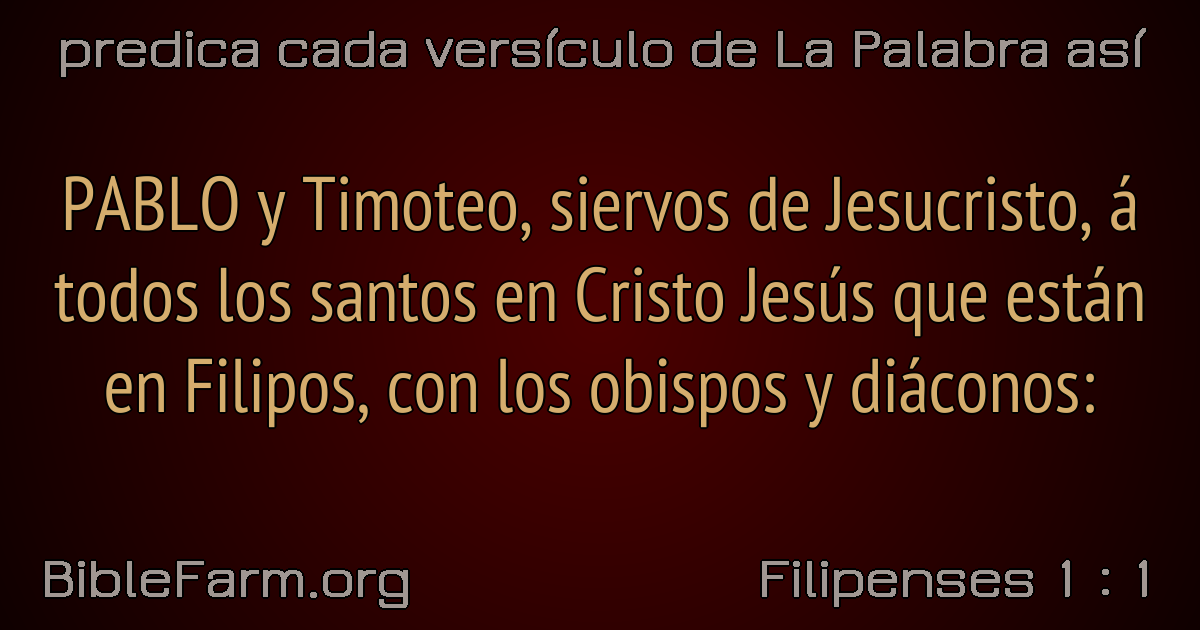 predica cada versículo de La Palabra así
PABLO y Timoteo, siervos de Jesucristo, á
todos los santos en Cristo Jesús que están
en Filipos, con los obispos y diáconos:
BibleFarm.org
Filipenses 1 : 1